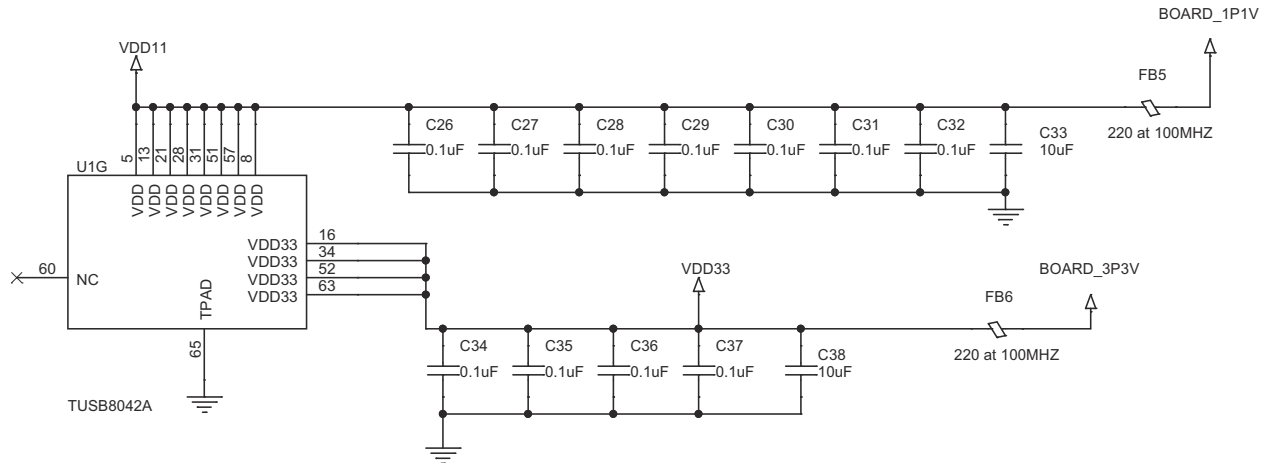 BOARD_1P1V
VDD11
FB5
220 at 100MHZ
C26
0.1uF
C27
0.1uF
C28
0.1uF
C29
0.1uF
C30
0.1uF
C31
0.1uF
C32
0.1uF
C33
10uF
5
13
21
28
31
51
57
8
U1G
VDD
VDD
VDD
VDD
VDD
VDD
VDD
VDD
VDD33 16
VDD33 34
VDD33 52
VDD33 63
60 NC
TPAD
65
TUSB8042A
VDD33
BOARD_3P3V
FB6
220 at 100MHZ
C34
0.1uF
C35
0.1uF
C36
0.1uF
C37
0.1uF
C38
10uF